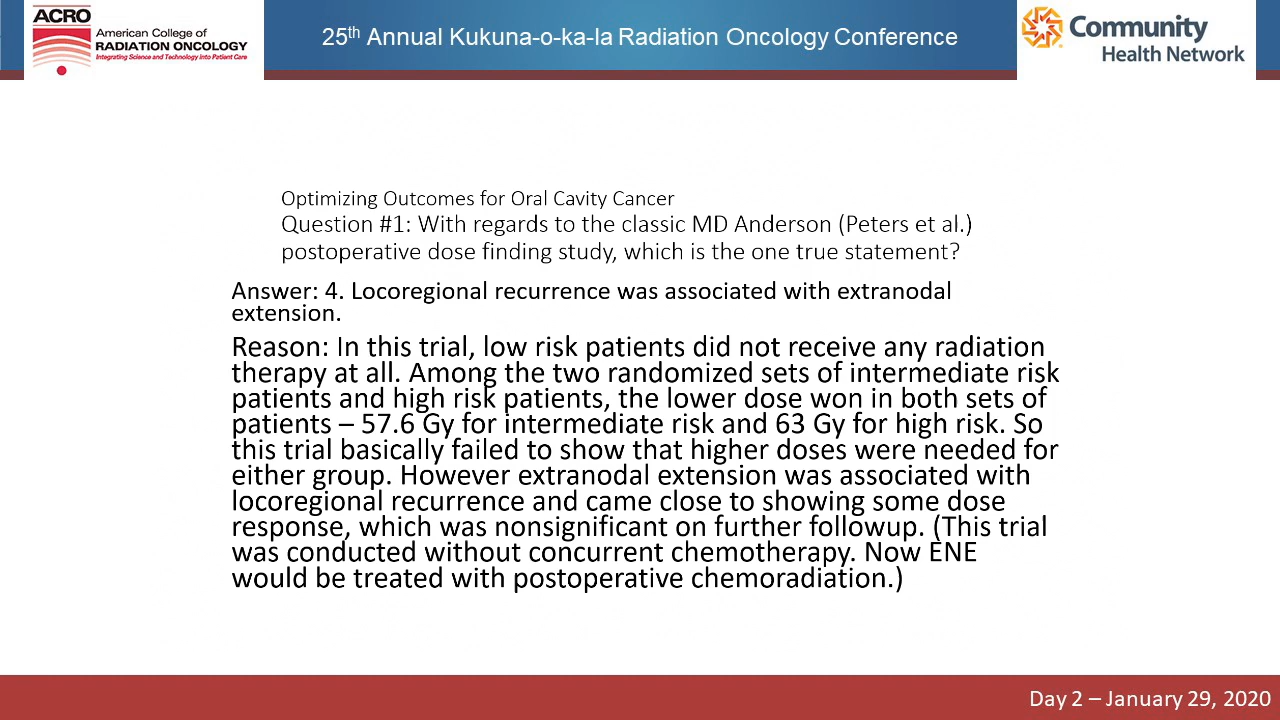 ACRO
American College of
RADIATION ONCOLOGY
Integrating Science and Technology Into Patient Care
25th Annual Kukuna-o-ka-la Radiation Oncology Conference
Community
Health Network
Optimizing Outcomes for Oral Cavity Cancer
Question #1: With regards to the classic MD Anderson (Peters et al.)
postoperative dose finding study, which is the one true statement?
Answer: 4. Locoregional recurrence was associated with extranodal
extension.
Reason: In this trial, low risk patients did not receive any radiation
therapy at all. Among the two randomized sets of intermediate risk
patients and high risk patients, the lower dose won in both sets of
patients – 57.6 Gy for intermediate risk and 63 Gy for high risk. So
this trial basically failed to show that higher doses were needed for
either group. However extranodal extension was associated with
locoregional recurrence and came close to showing some dose
response, which was nonsignificant on further followup. (This trial
was conducted without concurrent chemotherapy. Now ENE
would be treated with postoperative chemoradiation.)
Day 2 – January 29, 2020